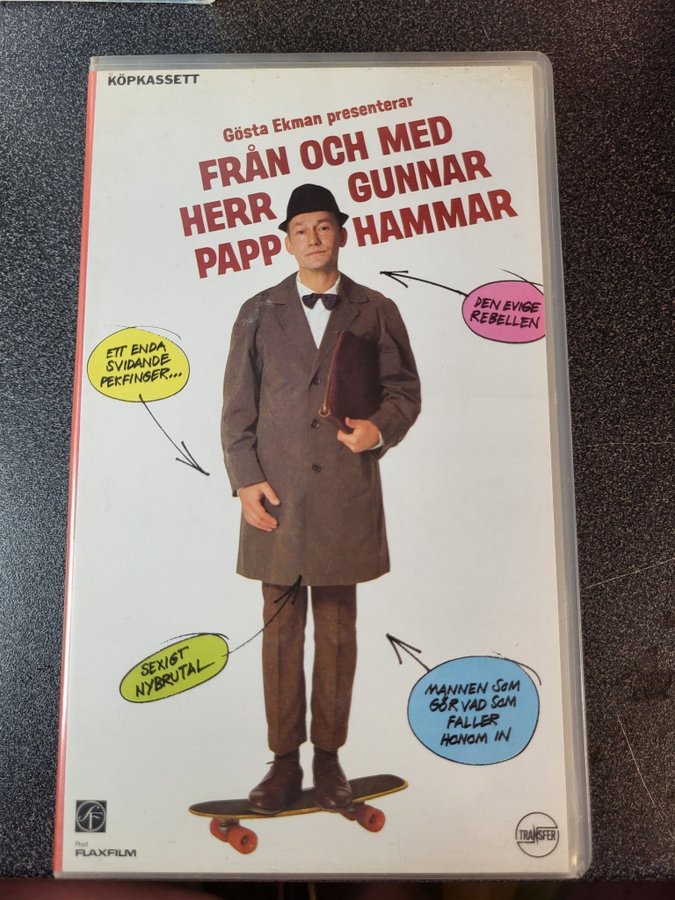 KÖPKASSETT
Gösta Ekman presenterar
FRÅN OCH MED
HERR GUNNAR
PAPP HAMMAR
DEN EVIGE
REBELLEN
ETT ENDA
SVIDANDE
PEKFINGER...
SEXIGT
NYBRUTAL
MANNEN SOM
GÖR VAD SOM
FALLER
HONOM IN
SF
Prod
FLAXFILM
TRANSFER